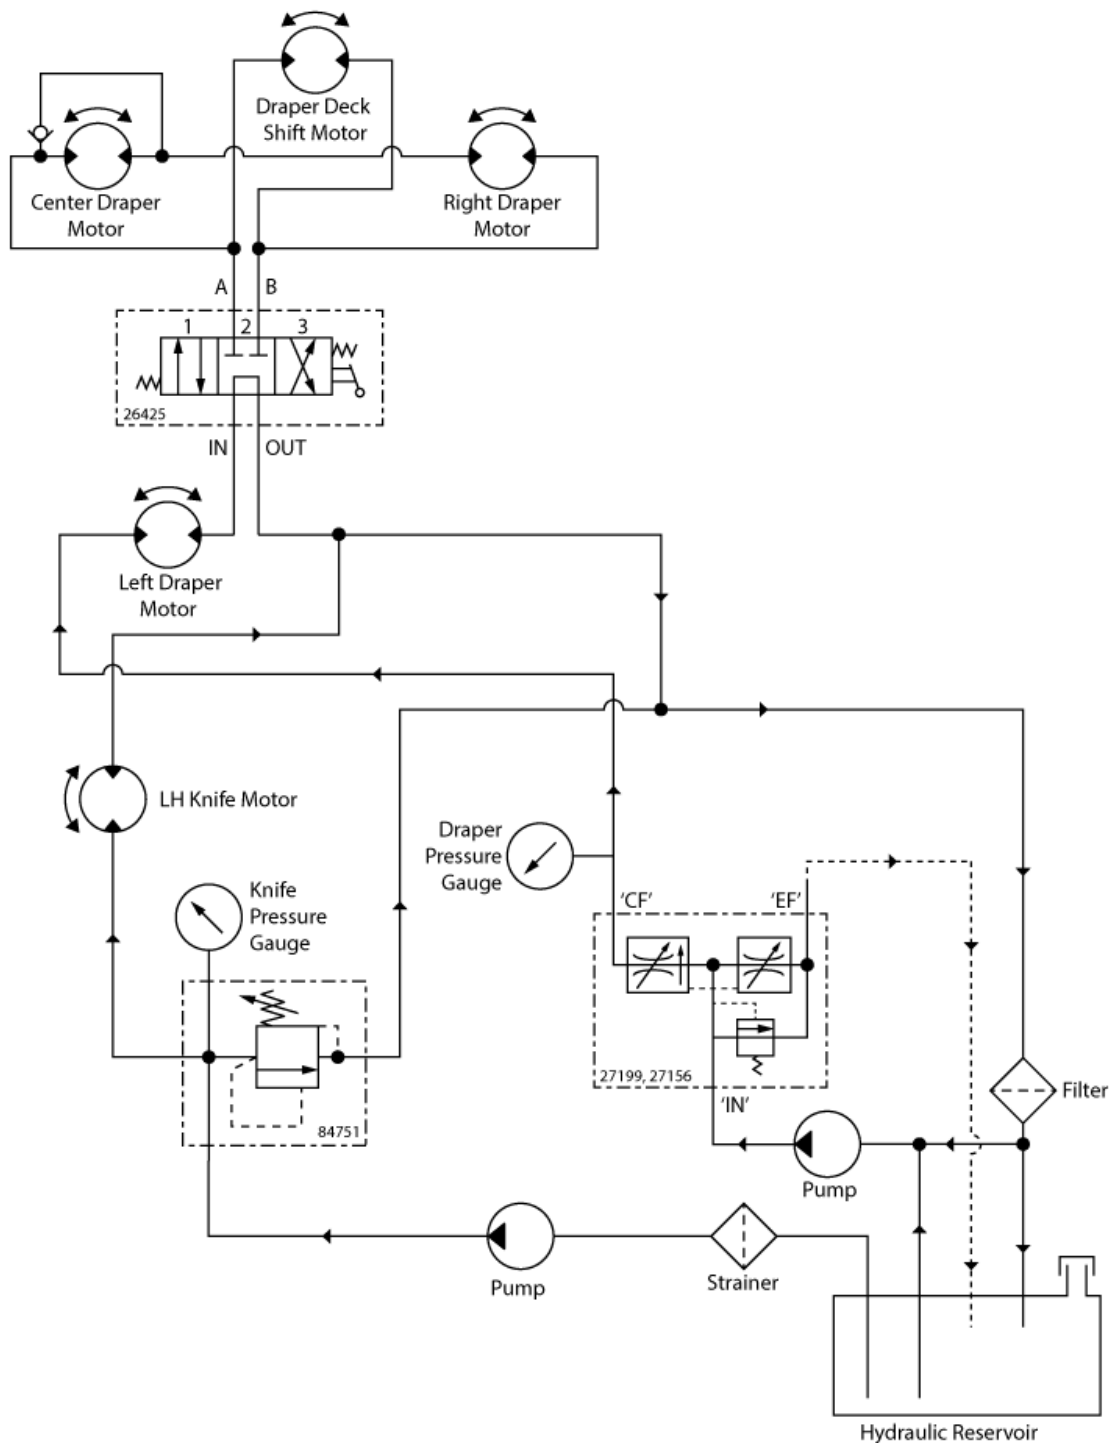 Draper Deck
Shift Motor
Center Draper
Motor
Right Draper
Motor
A
B
1
2
3
26425
IN
OUT
Left Draper
Motor
LH Knife Motor
Draper
Pressure
Gauge
Knife
Pressure
Gauge
'CF'
'EF'
27199, 27156
'IN'
84751
Filter
Pump
Pump
Strainer
Hydraulic Reservoir